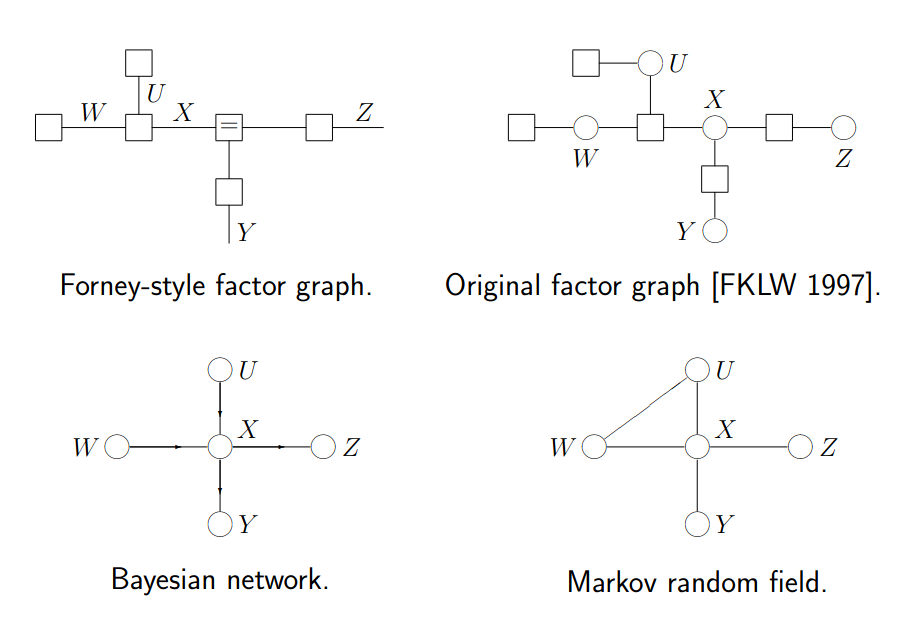 U
W
X
=
Z
Y
Forney-style factor graph.
U
X
W
Z
Y
Original factor graph [FKLW 1997].
U
X
W
Z
Y
Bayesian network.
U
X
W
Z
Y
Markov random field.